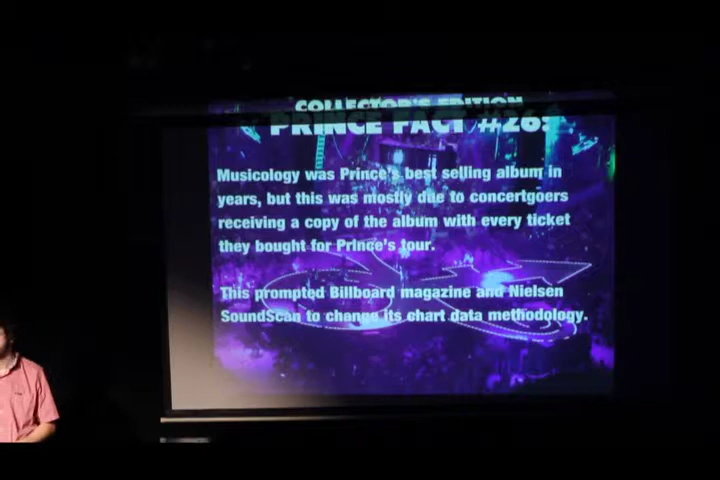 COLLECTOR'S EDITION
PRINCE FACT #26:
Musicology was Prince's best selling album in
years, but this was mostly due to concertgoers
receiving a copy of the album with every ticket
they bought for Prince's tour.
This prompted Billboard magazine and Nielsen
SoundScan to change its chart data methodology.